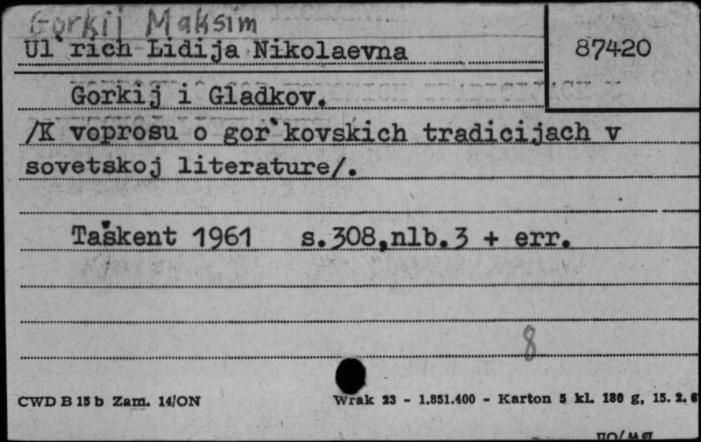 Gorkij Maksim
Ul`rich Lidija Nikolaevna
87420
Gorkij i Gladkov.
/K voprosu o gor`kovskich tradicijach v
sovetskoj literature/.
Taškent 1961 s.308,nlb.3 + err.
8
CWD B 15 b Zam. 14/ON Wrak 23 - 1.851.400 - Karton 5 kl. 180 g, 15. 2. 6